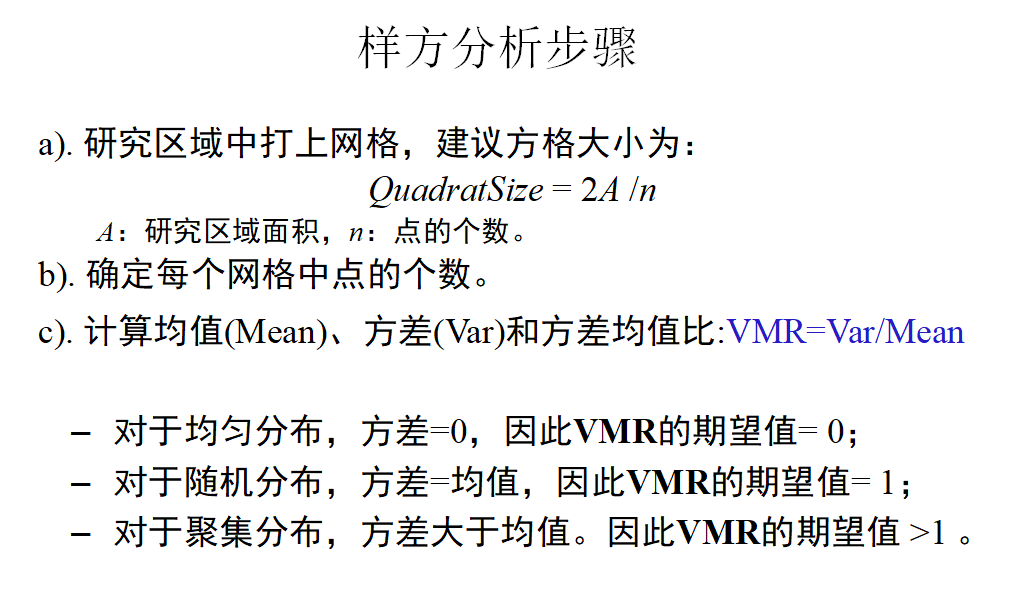 样方分析步骤
a). 研究区域中打上网格，建议方格大小为：
QuadratSize = 2A /n
A：研究区域面积，n：点的个数。
b). 确定每个网格中点的个数。
c). 计算均值(Mean)、方差(Var)和方差均值比:VMR=Var/Mean
– 对于均匀分布，方差=0，因此VMR的期望值= 0；
– 对于随机分布，方差=均值，因此VMR的期望值= 1；
– 对于聚集分布，方差大于均值。因此VMR的期望值 >1 。